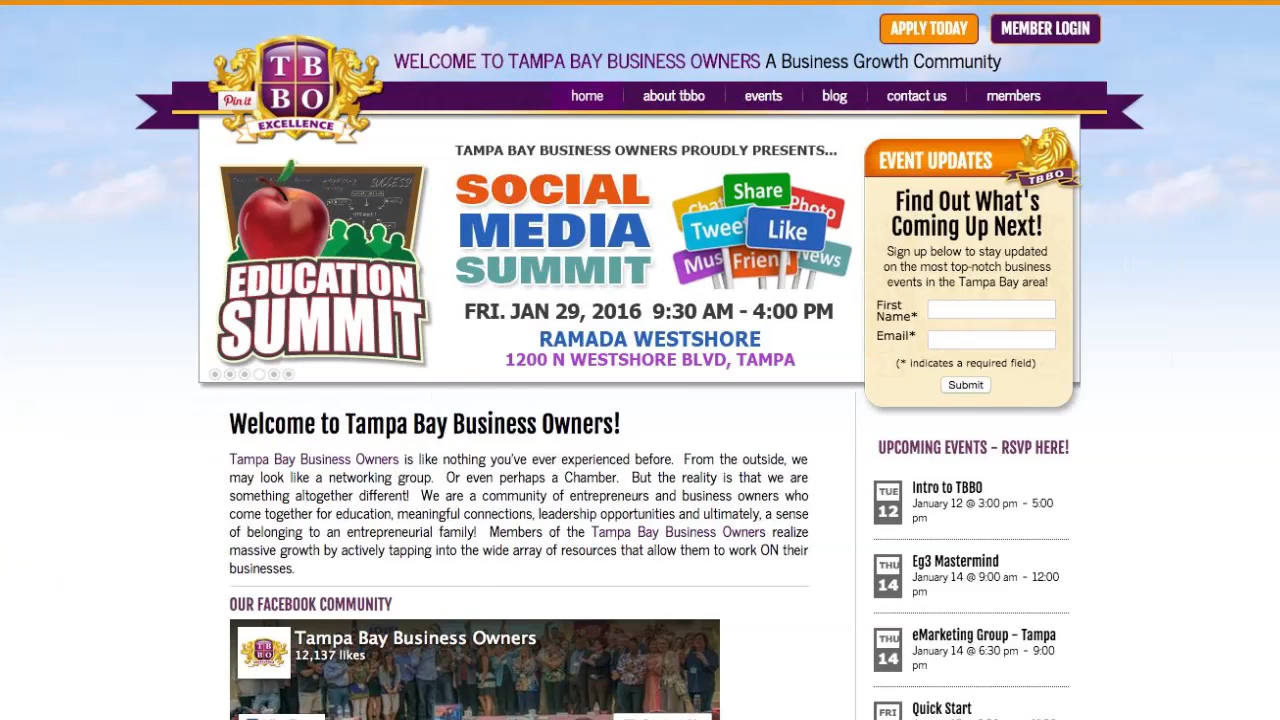 APPLY TODAY
MEMBER LOGIN
WELCOME TO TAMPA BAY BUSINESS OWNERS A Business Growth Community
T B
B O
Pin it
EXCELLENCE
home
about tbbo
events
blog
contact us
members
SUCCESS
EDUCATION
SUMMIT
TAMPA BAY BUSINESS OWNERS PROUDLY PRESENTS...
SOCIAL
MEDIA
SUMMIT
Chat
Share
Photo
Tweet
Like
Friend
News
FRI. JAN 29, 2016 9:30 AM - 4:00 PM
RAMADA WESTSHORE
1200 N WESTSHORE BLVD, TAMPA
EVENT UPDATES
TBBO
Find Out What's
Coming Up Next!
Sign up below to stay updated
on the most top-notch business
events in the Tampa Bay area!
First
Name*
Email*
(* indicates a required field)
Submit
Welcome to Tampa Bay Business Owners!
Tampa Bay Business Owners is like nothing you've ever experienced before. From the outside, we
may look like a networking group. Or even perhaps a Chamber. But the reality is that we are
something altogether different! We are a community of entrepreneurs and business owners who
come together for education, meaningful connections, leadership opportunities and ultimately, a sense
of belonging to an entrepreneurial family! Members of the Tampa Bay Business Owners realize
massive growth by actively tapping into the wide array of resources that allow them to work ON their
businesses.
OUR FACEBOOK COMMUNITY
T B
B O
Tampa Bay Business Owners
12,137 likes
UPCOMING EVENTS - RSVP HERE!
TUE
12
Intro to TBBO
January 12 @ 3:00 pm - 5:00
pm
THU
14
Eg3 Mastermind
January 14 @ 9:00 am - 12:00
pm
THU
14
eMarketing Group - Tampa
January 14 @ 6:30 pm - 9:00
pm
FRI
Quick Start